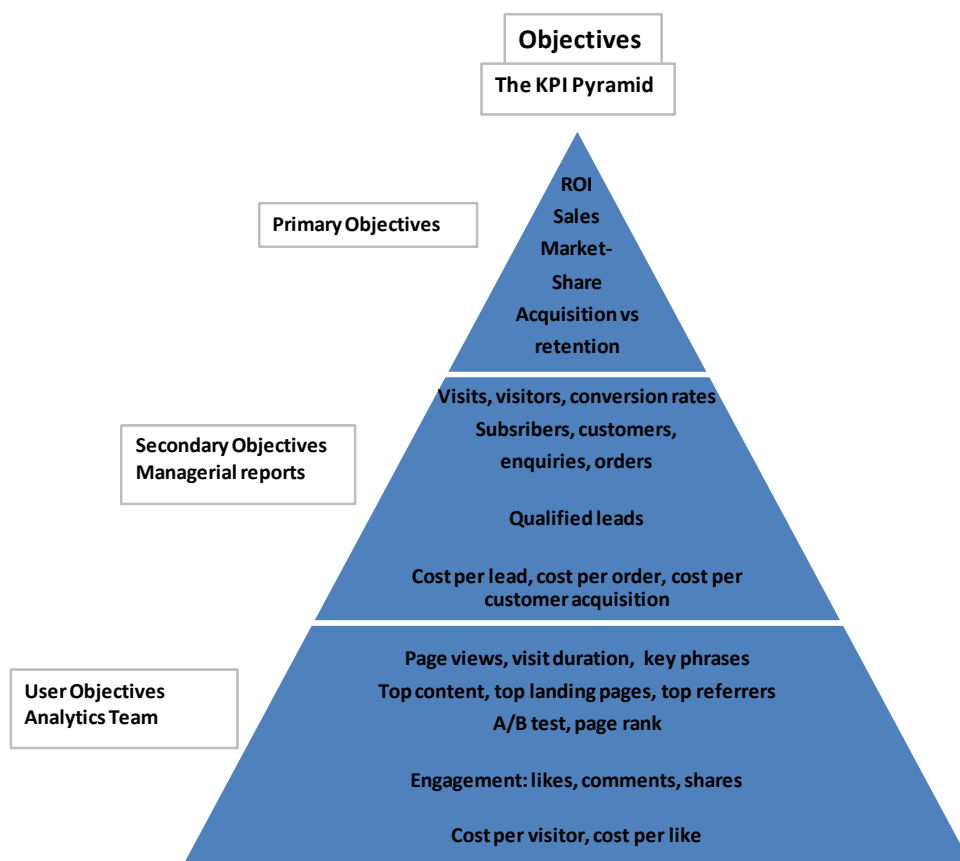 Objectives
The KPI Pyramid
ROI
Sales
Primary Objectives
Market-
Share
Acquisition vs
retention
Visits, visitors, conversion rates
Subsribers, customers,
enquiries, orders
Secondary Objectives
Managerial reports
Qualified leads
Cost per lead, cost per order, cost per
customer acquisition
Page views, visit duration, key phrases
Top content, top landing pages, top referrers
A/B test, page rank
User Objectives
Analytics Team
Engagement: likes, comments, shares
Cost per visitor, cost per like